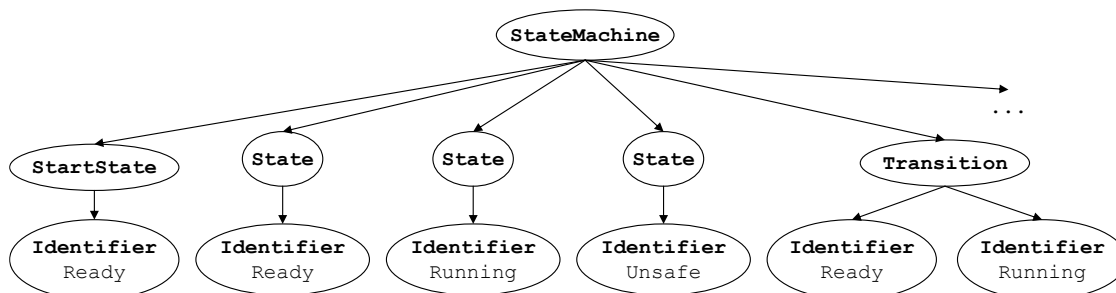 StateMachine
...
StartState
State
State
State
Transition
Identifier
Ready
Identifier
Ready
Identifier
Running
Identifier
Unsafe
Identifier
Ready
Identifier
Running